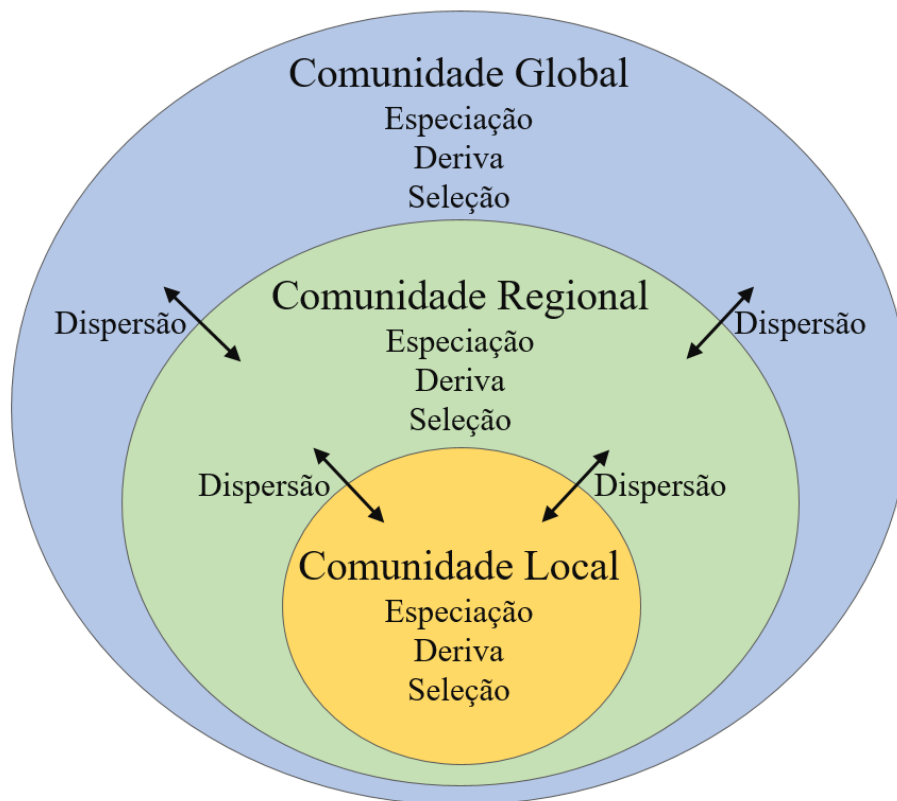 Comunidade Global
Especiação
Deriva
Seleção
Dispersão
Dispersão
Comunidade Regional
Especiação
Deriva
Seleção
Dispersão
Dispersão
Comunidade Local
Especiação
Deriva
Seleção